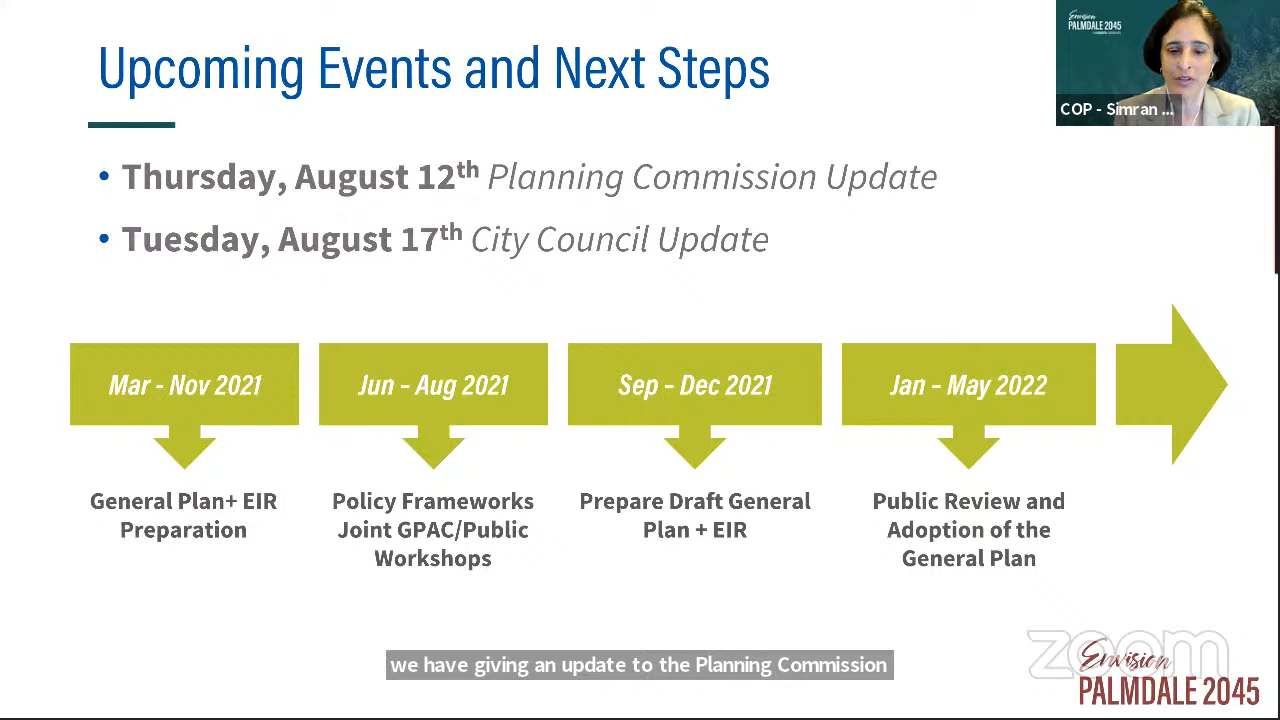 Upcoming Events and Next Steps
Envision
PALMDALE 2045
COP - Simran ...
• Thursday, August 12th Planning Commission Update
• Tuesday, August 17th City Council Update
Mar - Nov 2021
Jun – Aug 2021
Sep – Dec 2021
Jan – May 2022
General Plan+ EIR
Preparation
Policy Frameworks
Joint GPAC/Public
Workshops
Prepare Draft General
Plan + EIR
Public Review and
Adoption of the
General Plan
we have giving an update to the Planning Commission
zoom
Envision
PALMDALE 2045